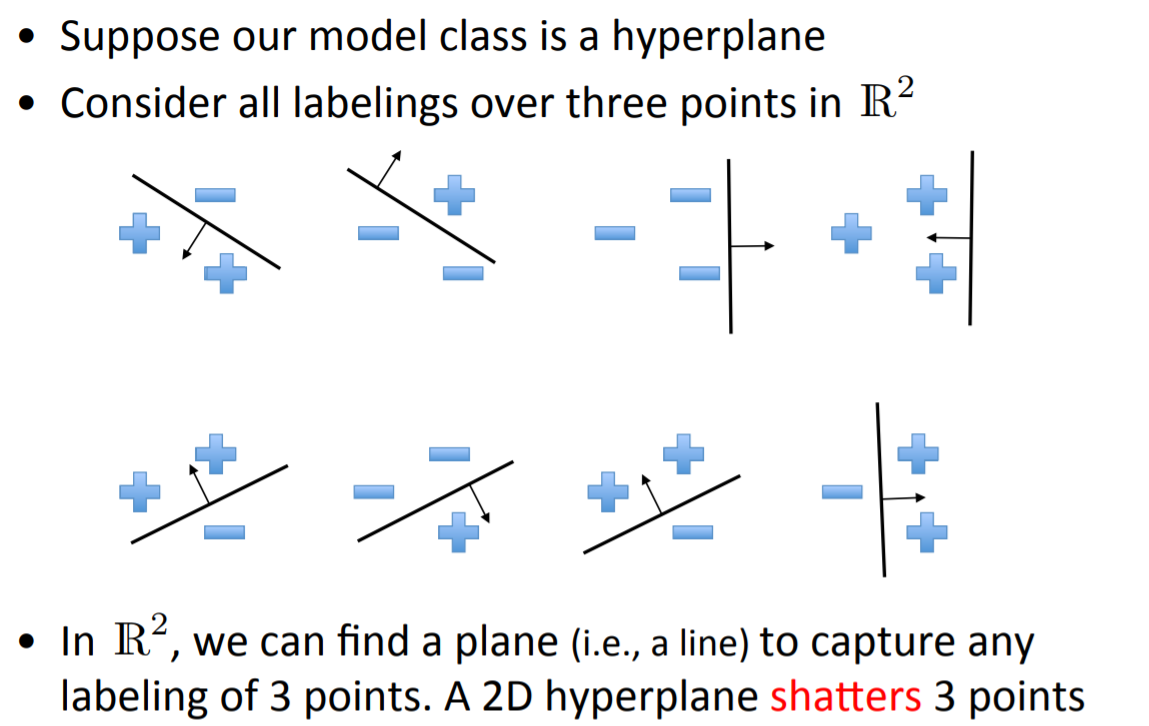 • Suppose our model class is a hyperplane
• Consider all labelings over three points in ℝ²
• In ℝ², we can find a plane (i.e., a line) to capture any
labeling of 3 points. A 2D hyperplane shatters 3 points